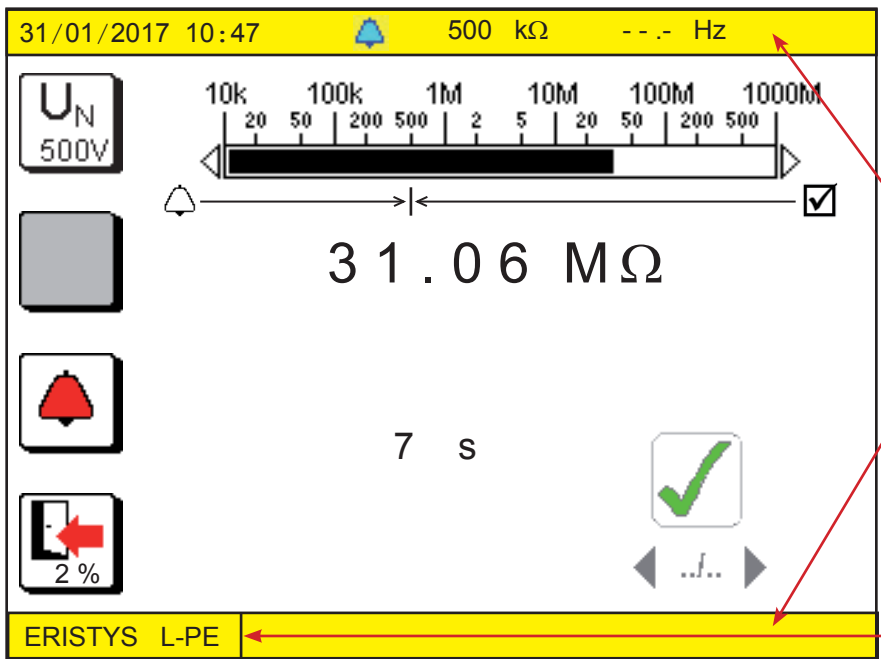 31/01/2017 10:47 500 kΩ - - .- Hz
UN
500V
10k 100k 1M 10M 100M 1000M
20 50 200 500 2 5 20 50 200 500
31.06 MΩ
7 s
2 %
../..
ERISTYS L-PE